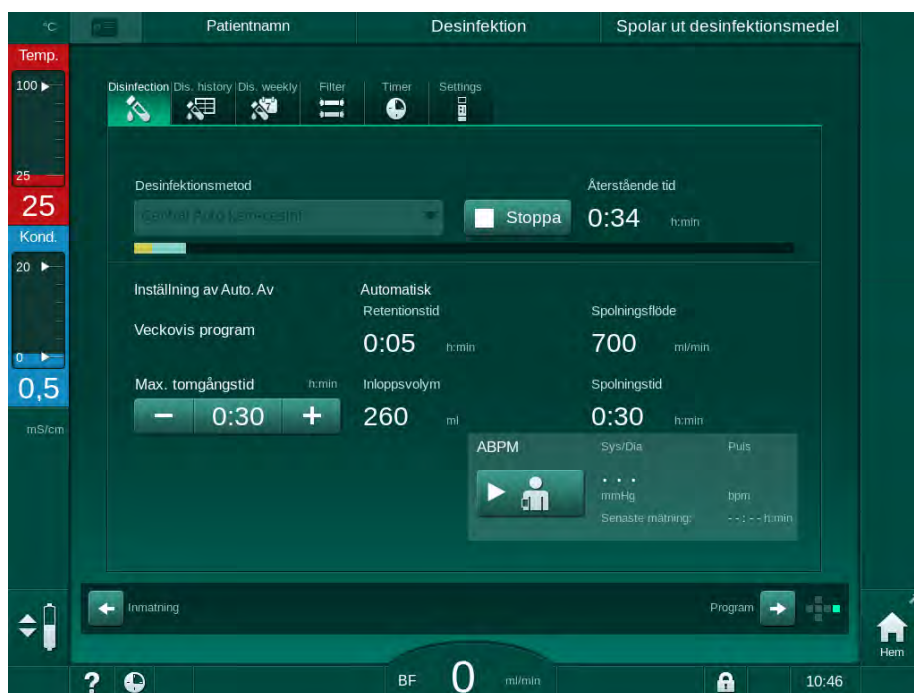 °C Patientnamn Desinfektion Spolar ut desinfektionsmedel
Temp.
100
25
25
Kond.
20
0
0,5
mS/cm
Disinfection Dis. history Dis. weekly Filter Timer Settings
7
Desinfektionsmetod
Stoppa
Återstående tid
0:34 h:min
Inställning av Auto. Av
Automatisk
Veckovis program
Retentionstid
0:05 h:min
Spolningsflöde
700 ml/min
Max. tomgångstid h:min
− 0:30 +
Inloppsvolym
260 ml
Spolningstid
0:30 h:min
ABPM Sys/Dia Puls
. . .
mmHg bpm
Senaste mätning: --:-- h:min
Inmatning
Program
Hem
? BF 0 ml/min 10:46